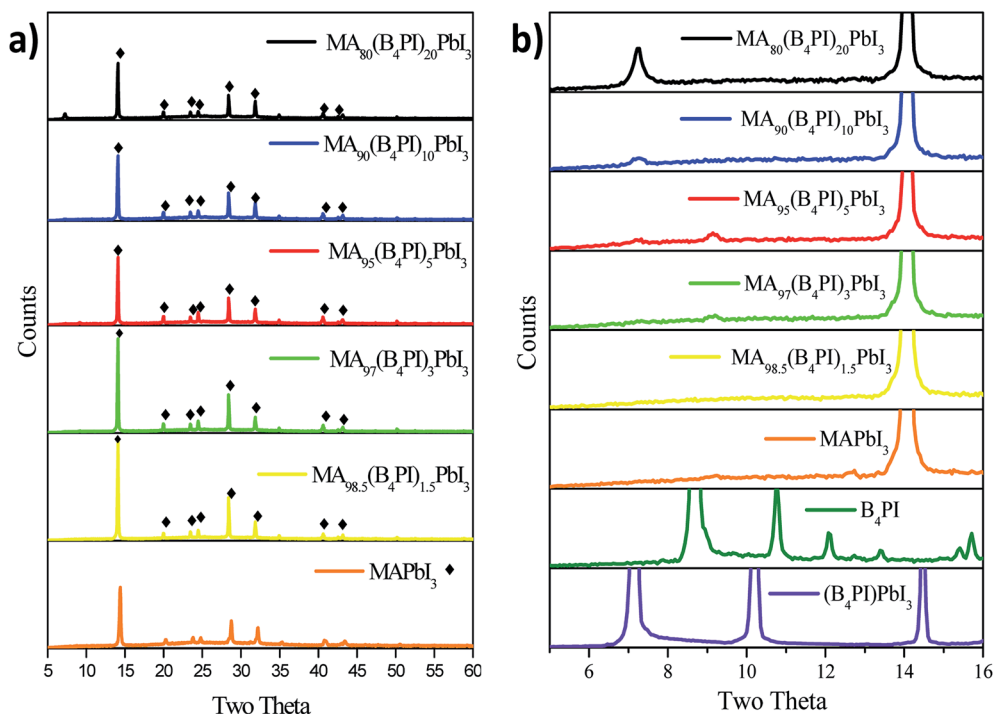 a)
MA₈₀(B₄PI)₂₀PbI₃
MA₉₀(B₄PI)₁₀PbI₃
MA₉₅(B₄PI)₅PbI₃
MA₉₇(B₄PI)₃PbI₃
MA₉₈.₅(B₄PI)₁.₅PbI₃
MAPbI₃
Counts
5 10 15 20 25 30 35 40 45 50 55 60
Two Theta
b)
MA₈₀(B₄PI)₂₀PbI₃
MA₉₀(B₄PI)₁₀PbI₃
MA₉₅(B₄PI)₅PbI₃
MA₉₇(B₄PI)₃PbI₃
MA₉₈.₅(B₄PI)₁.₅PbI₃
MAPbI₃
B₄PI
(B₄PI)PbI₃
Counts
6 8 10 12 14 16
Two Theta